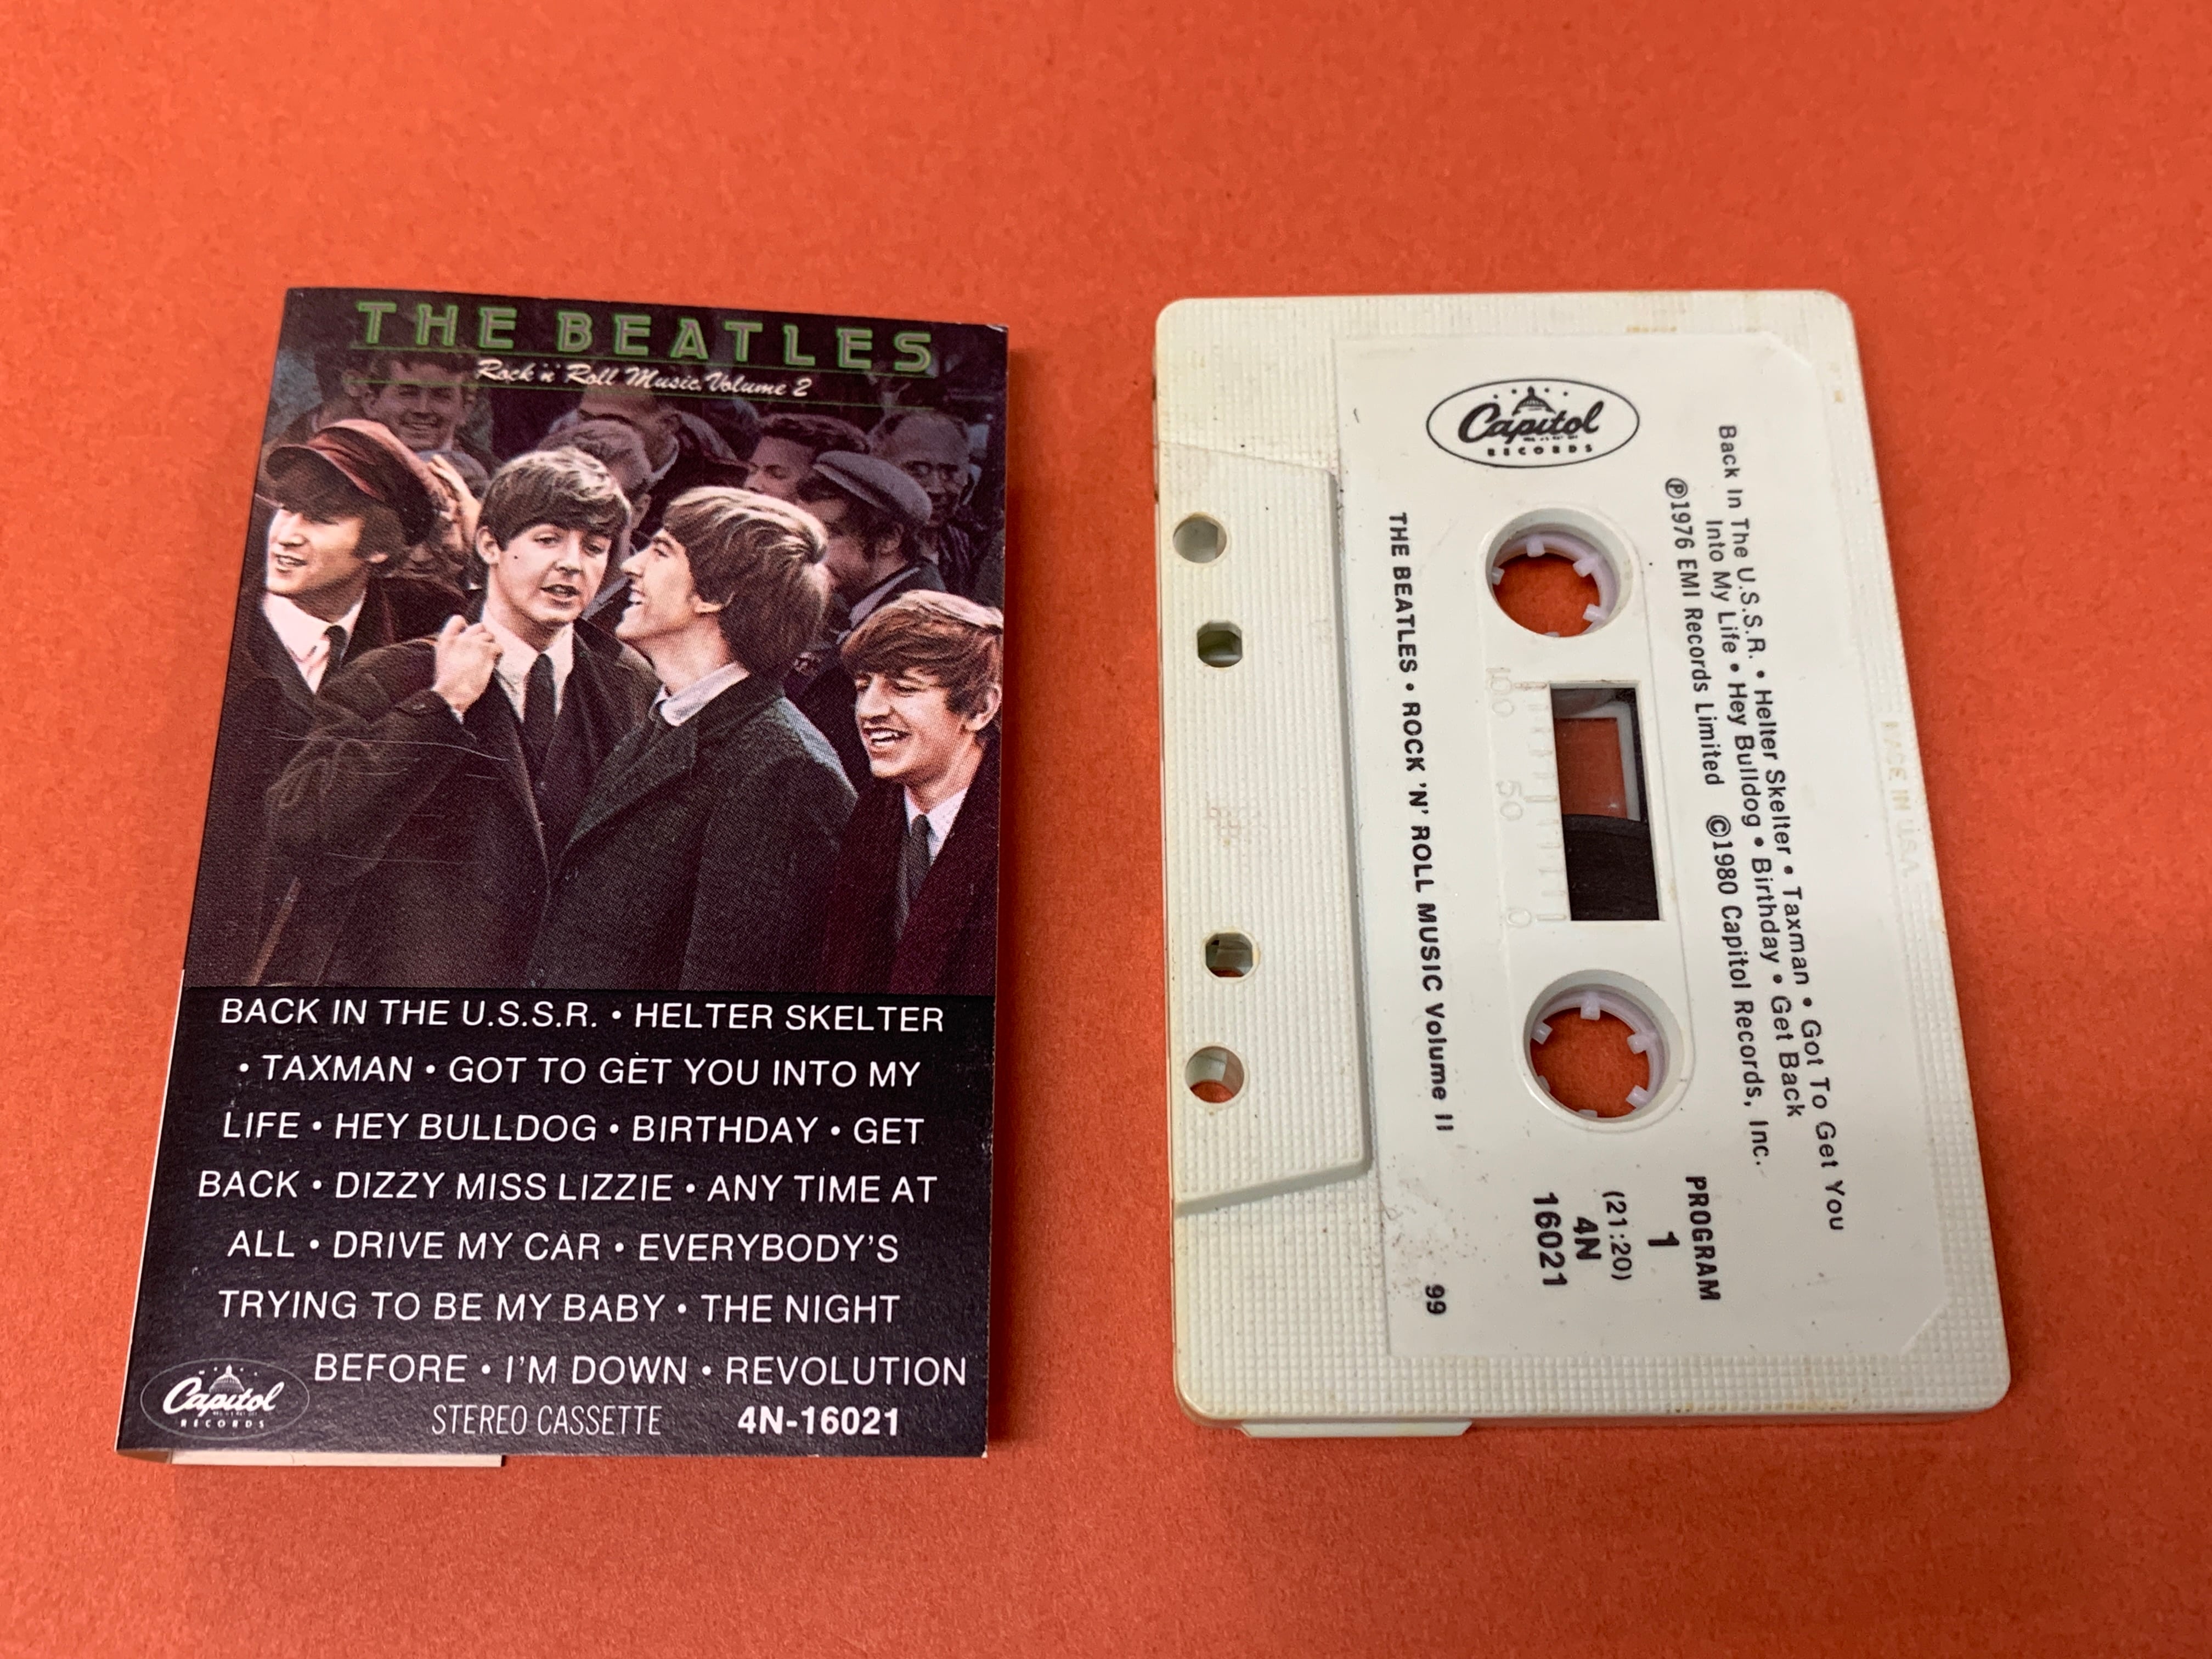 THE BEATLES
Rock 'n' Roll Music, Volume 2
BACK IN THE U.S.S.R. • HELTER SKELTER
• TAXMAN • GOT TO GET YOU INTO MY
LIFE • HEY BULLDOG • BIRTHDAY • GET
BACK • DIZZY MISS LIZZIE • ANY TIME AT
ALL • DRIVE MY CAR • EVERYBODY'S
TRYING TO BE MY BABY • THE NIGHT
BEFORE • I'M DOWN • REVOLUTION
Capitol
RECORDS
STEREO CASSETTE 4N-16021
Capitol
RECORDS
MADE IN U.S.A.
Back In The U.S.S.R. • Helter Skelter • Taxman • Got To Get You
Into My Life • Hey Bulldog • Birthday • Get Back
℗1976 EMI Records Limited ©1980 Capitol Records, Inc.
PROGRAM
1
(21:20)
4N
16021
100 50 0
THE BEATLES • ROCK 'N' ROLL MUSIC Volume II
99